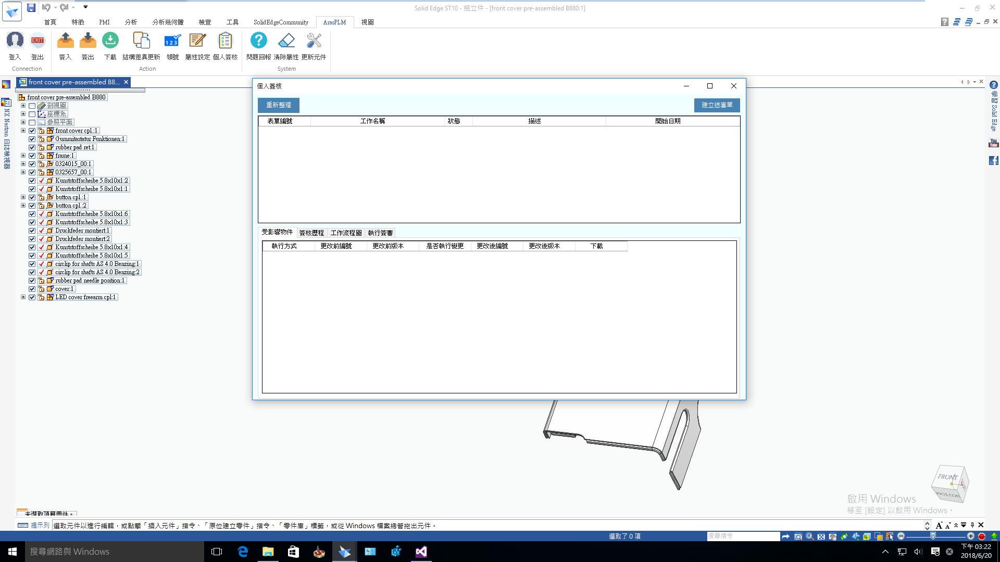 Solid Edge ST10 - 組立件 - [front cover pre-assembled B880:1]
首頁 特徵 PMI 分析 分析幾何體 檢查 工具 SolidEdgeCommunity ArasPLM 視圖
EXIT 1 2 3
登入 登出 簽入 簽出 下載 結構差異更新 領號 屬性設定 個人簽核 問題回報 清除屬性 更新元件
Connection Action System
front cover pre-assembled B8...
front cover pre-assembled B880
剖視圖
座標系
參照平面
front cover cpl.:1
Gummitastatur Funktionen:1
rubber pad ret:1
frame:1
0324015_00:1
0325657_00:1
Kunststoffscheibe 5.8x10x1:2
Kunststoffscheibe 5.8x10x1:1
button cpl.:1
button cpl.:2
Kunststoffscheibe 5.8x10x1:6
Kunststoffscheibe 5.8x10x1:3
Druckfeder montiert:1
Druckfeder montiert:2
Kunststoffscheibe 5.8x10x1:4
Kunststoffscheibe 5.8x10x1:5
circlip for shafts AS 4.0 Benzing:1
circlip for shafts AS 4.0 Benzing:2
rubber pad needle position:1
cover:1
LED cover freearm cpl:1
NX Nastran 日誌檢視器
個人簽核
重新整理 建立送審單
表單編號 工作名稱 狀態 描述 開始日期
受影響物件 簽核歷程 工作流程圖 執行簽審
執行方式 更改前編號 更改前版本 是否執行變更 更改後編號 更改後版本 下載
學習 Solid Edge
You Tube
FRONT
BOTTOM
啟用 Windows
移至 [設定] 以啟用 Windows。
未選取頂層零件。
提示列 選取元件以進行編輯，或點擊「插入元件」指令、「原位建立零件」指令、「零件庫」標籤，或從 Windows 檔案總管拖出元件。
選取了 0 項 搜尋指令
搜尋網路與 Windows
下午 03:22
2018/6/20